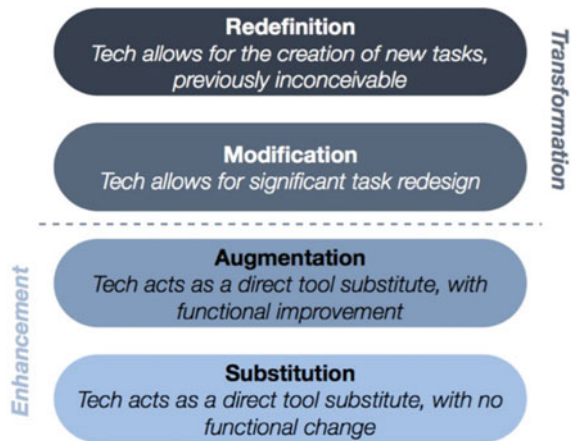 Redefinition
Tech allows for the creation of new tasks,
previously inconceivable
Modification
Tech allows for significant task redesign
Transformation
Augmentation
Tech acts as a direct tool substitute, with
functional improvement
Substitution
Tech acts as a direct tool substitute, with no
functional change
Enhancement